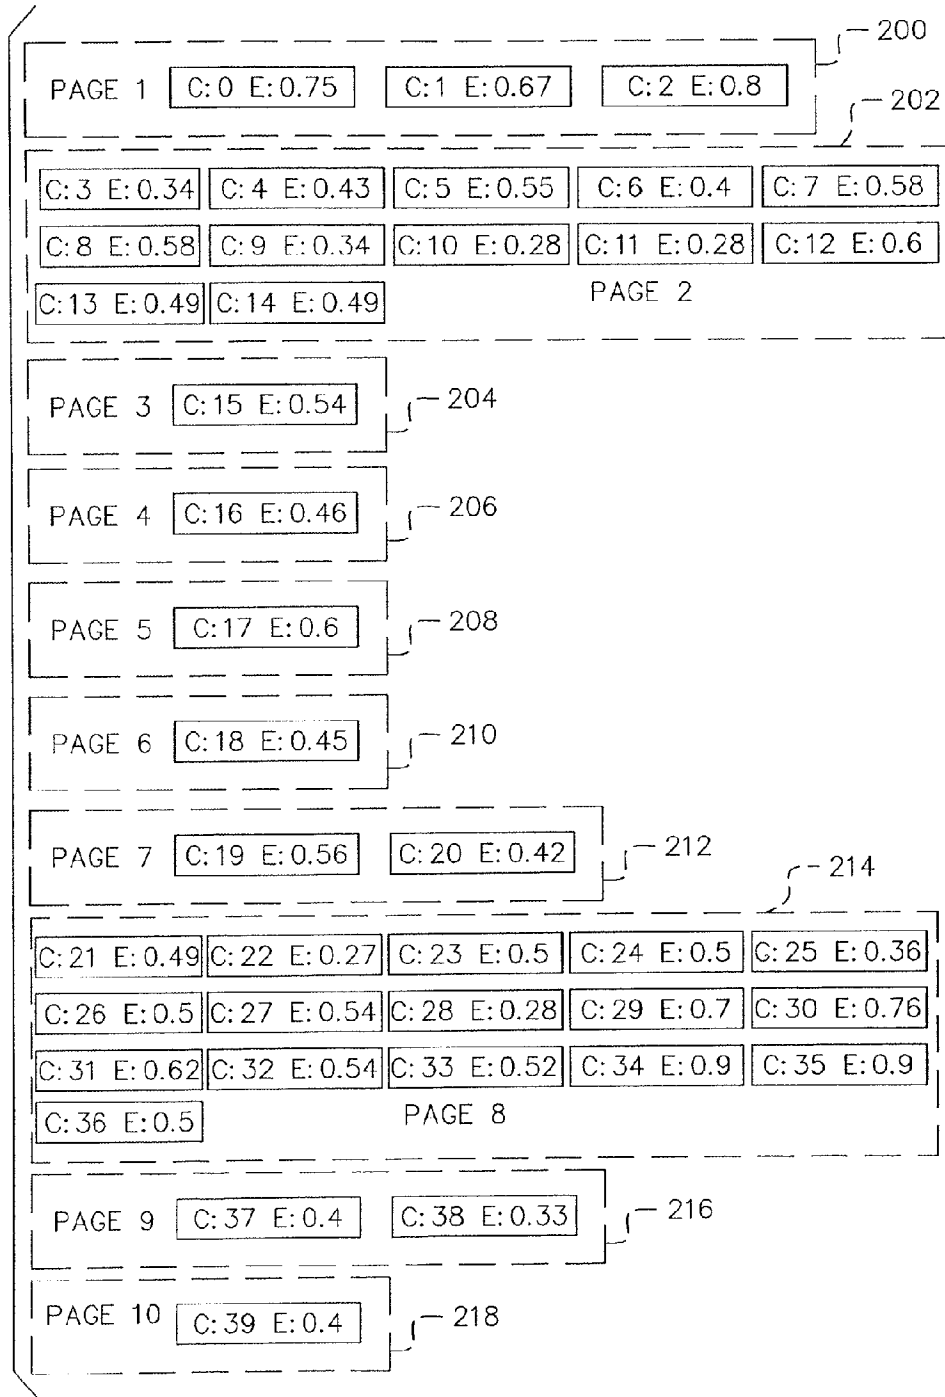 200
PAGE 1 C:0 E:0.75 C:1 E:0.67 C:2 E:0.8
202
C:3 E:0.34 C:4 E:0.43 C:5 E:0.55 C:6 E:0.4 C:7 E:0.58
C:8 E:0.58 C:9 E:0.34 C:10 E:0.28 C:11 E:0.28 C:12 E:0.6
C:13 E:0.49 C:14 E:0.49 PAGE 2
PAGE 3 C:15 E:0.54 204
PAGE 4 C:16 E:0.46 206
PAGE 5 C:17 E:0.6 208
PAGE 6 C:18 E:0.45 210
PAGE 7 C:19 E:0.56 C:20 E:0.42 212
214
C:21 E:0.49 C:22 E:0.27 C:23 E:0.5 C:24 E:0.5 C:25 E:0.36
C:26 E:0.5 C:27 E:0.54 C:28 E:0.28 C:29 E:0.7 C:30 E:0.76
C:31 E:0.62 C:32 E:0.54 C:33 E:0.52 C:34 E:0.9 C:35 E:0.9
C:36 E:0.5 PAGE 8
PAGE 9 C:37 E:0.4 C:38 E:0.33 216
PAGE 10 C:39 E:0.4 218